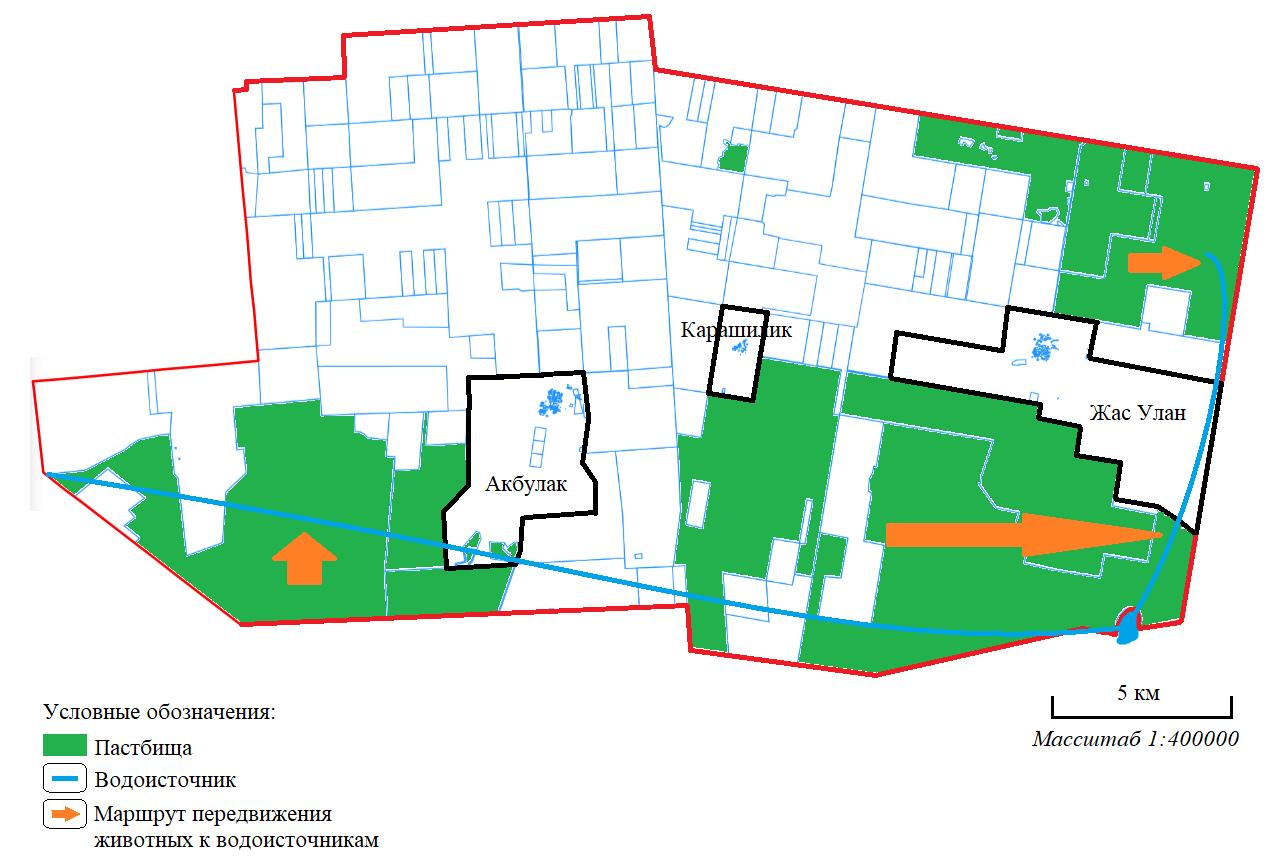 Карашилик
Жас Улан
Акбулак
5 км
Масштаб 1:400000
Условные обозначения:
Пастбища
Водоисточник
Маршрут передвижения
животных к водоисточникам